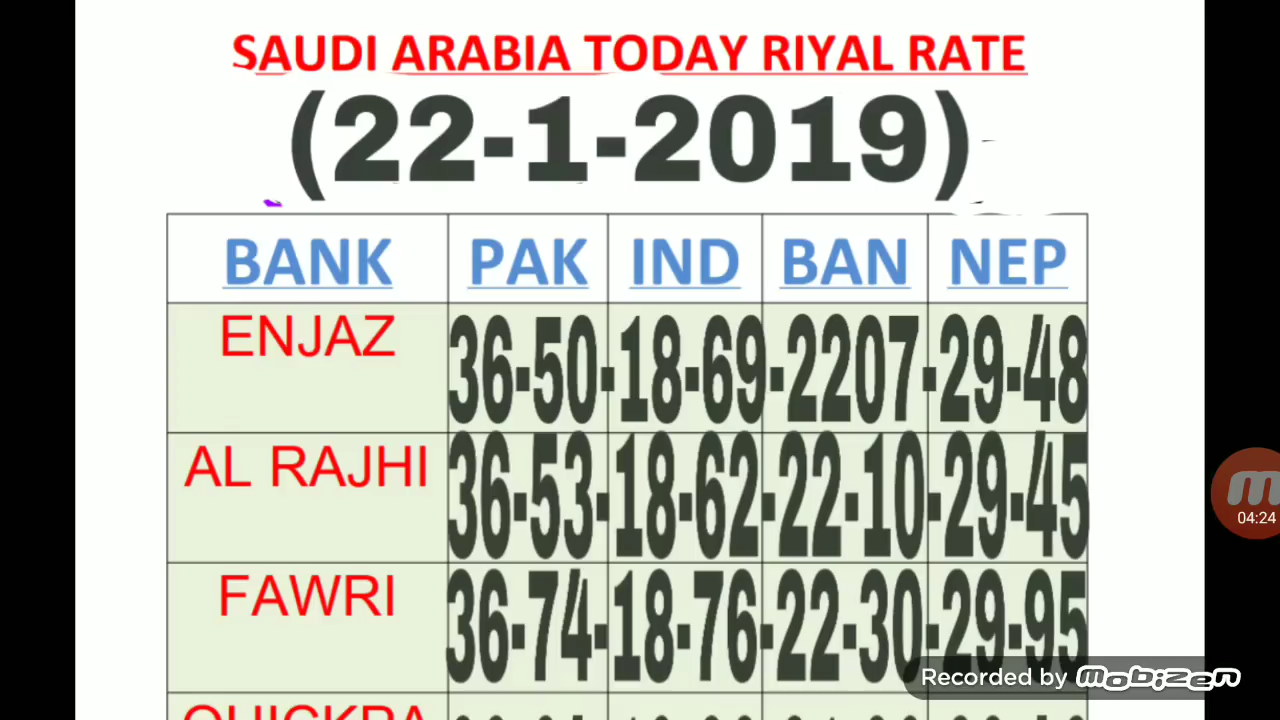 SAUDI ARABIA TODAY RIYAL RATE
(22-1-2019)
BANK PAK IND BAN NEP
ENJAZ 36-50-18-69-2207-29-48
AL RAJHI 36-53-18-62-22-10-29-45
FAWRI 36-74-18-76-22-30-29-95
04:24
Recorded by mobizen